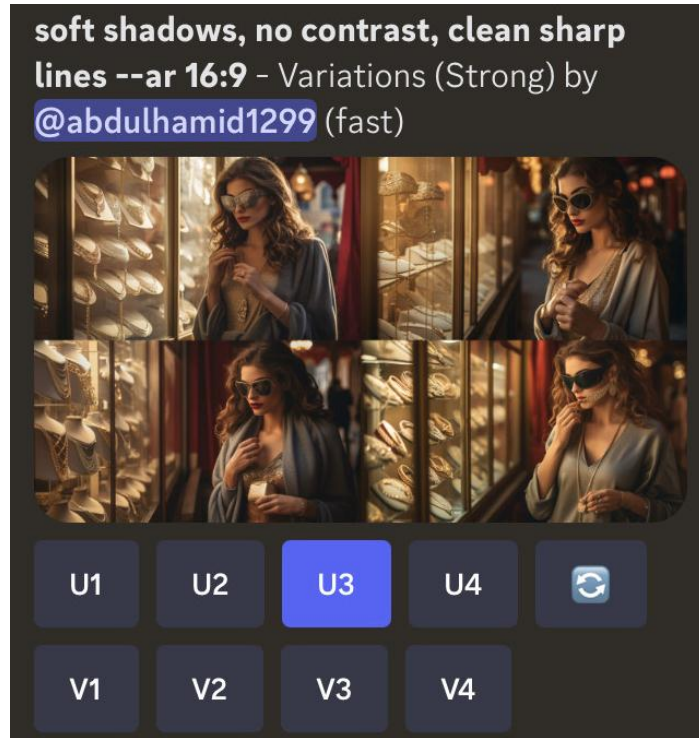 soft shadows, no contrast, clean sharp
lines --ar 16:9 - Variations (Strong) by
@abdulhamid1299 (fast)
U1 U2 U3 U4
V1 V2 V3 V4